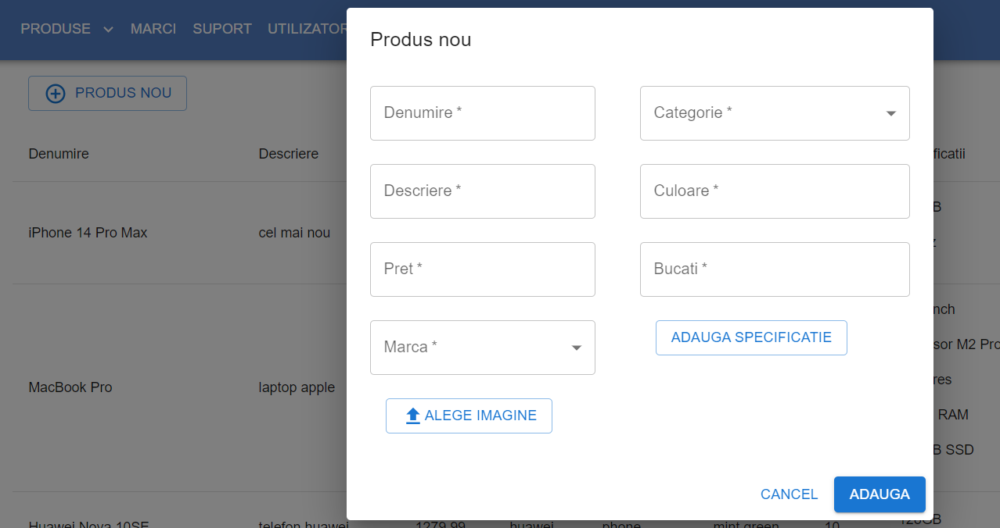 PRODUSE MARCI SUPORT UTILIZATOR
Produs nou
PRODUS NOU
Denumire *
Categorie *
Denumire Descriere
ficatii
Descriere *
Culoare *
B
iPhone 14 Pro Max cel mai nou
z
Pret *
Bucati *
nch
Marca *
ADAUGA SPECIFICATIE
sor M2 Pro
MacBook Pro laptop apple
res
ALEGE IMAGINE
RAM
B SSD
CANCEL
ADAUGA
Huawei Nova 10SE telefon huawei 1279.99 huawei phone mint green 10 128GB